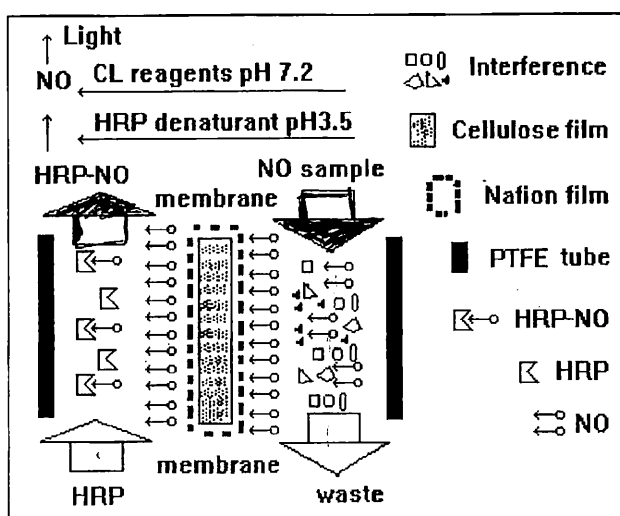 Light
NO
CL reagents pH 7.2
HRP denaturant pH3.5
HRP-NO
membrane
NO sample
membrane
HRP
waste
Interference
Cellulose film
Nafion film
PTFE tube
HRP-NO
HRP
NO